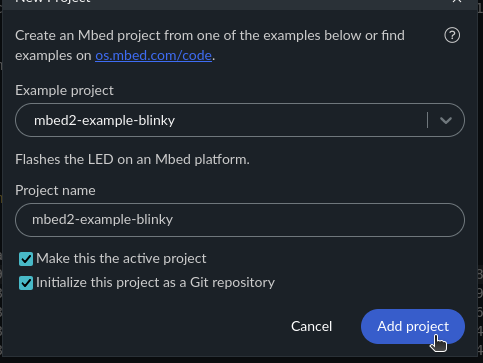 New Project
Create an Mbed project from one of the examples below or find
examples on os.mbed.com/code.
Example project
mbed2-example-blinky
Flashes the LED on an Mbed platform.
Project name
mbed2-example-blinky
Make this the active project
Initialize this project as a Git repository
Cancel
Add project